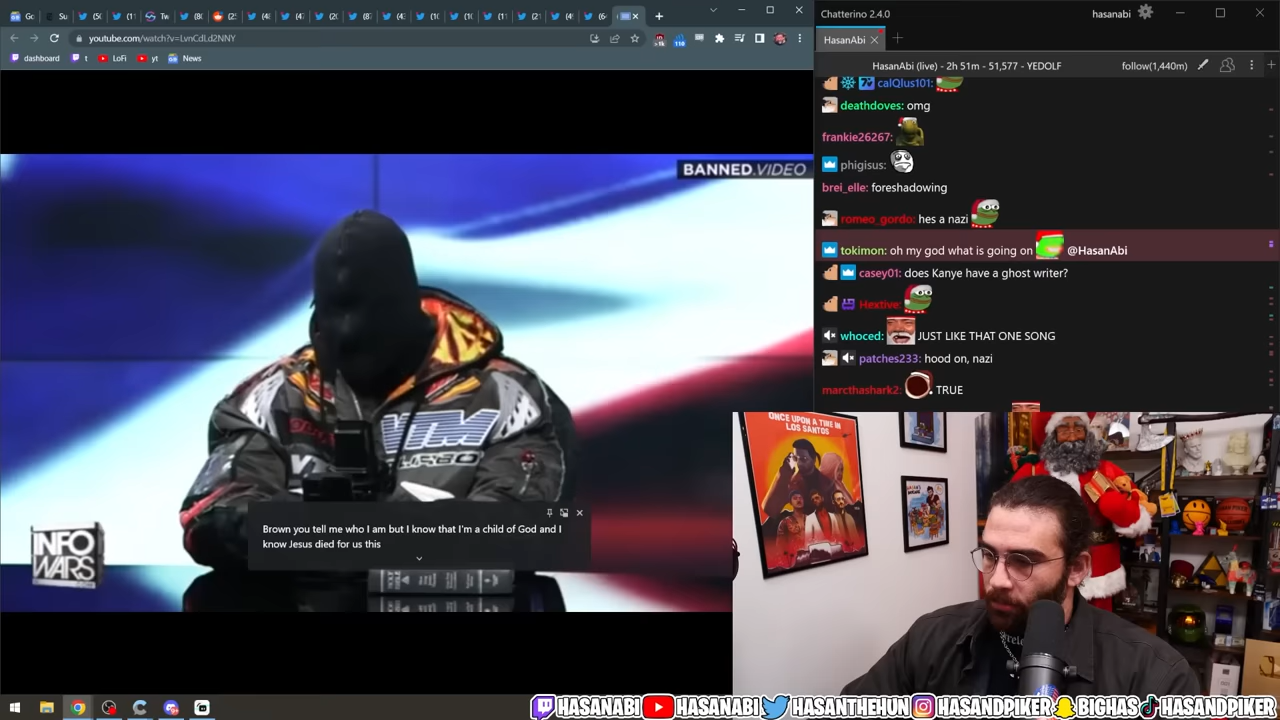 Chatterino 2.4.0
hasanabi
youtube.com/watch?v=LvnCdLd2NNY
HasanAbi
dashboard
t
LoFi
yt
News
HasanAbi (live) - 2h 51m - 51,577 - YEDOLF
follow(1,440m)
calQlus101:
deathdoves: omg
frankie26267:
phigisus:
brei_elle: foreshadowing
romeo_gordo: hes a nazi
tokimon: oh my god what is going on @HasanAbi
casey01: does Kanye have a ghost writer?
Hextive:
whoced: JUST LIKE THAT ONE SONG
patches233: hood on, nazi
marcthashark2: TRUE
BANNED.VIDEO
INFO
WARS
Brown you tell me who I am but I know that I'm a child of God and I
know Jesus died for us this
ONCE UPON A TIME IN
LOS SANTOS
HASANABI
HASANABI
HASANTHEHUN
HASANDPIKER
BIGHAS
HASANDPIKER